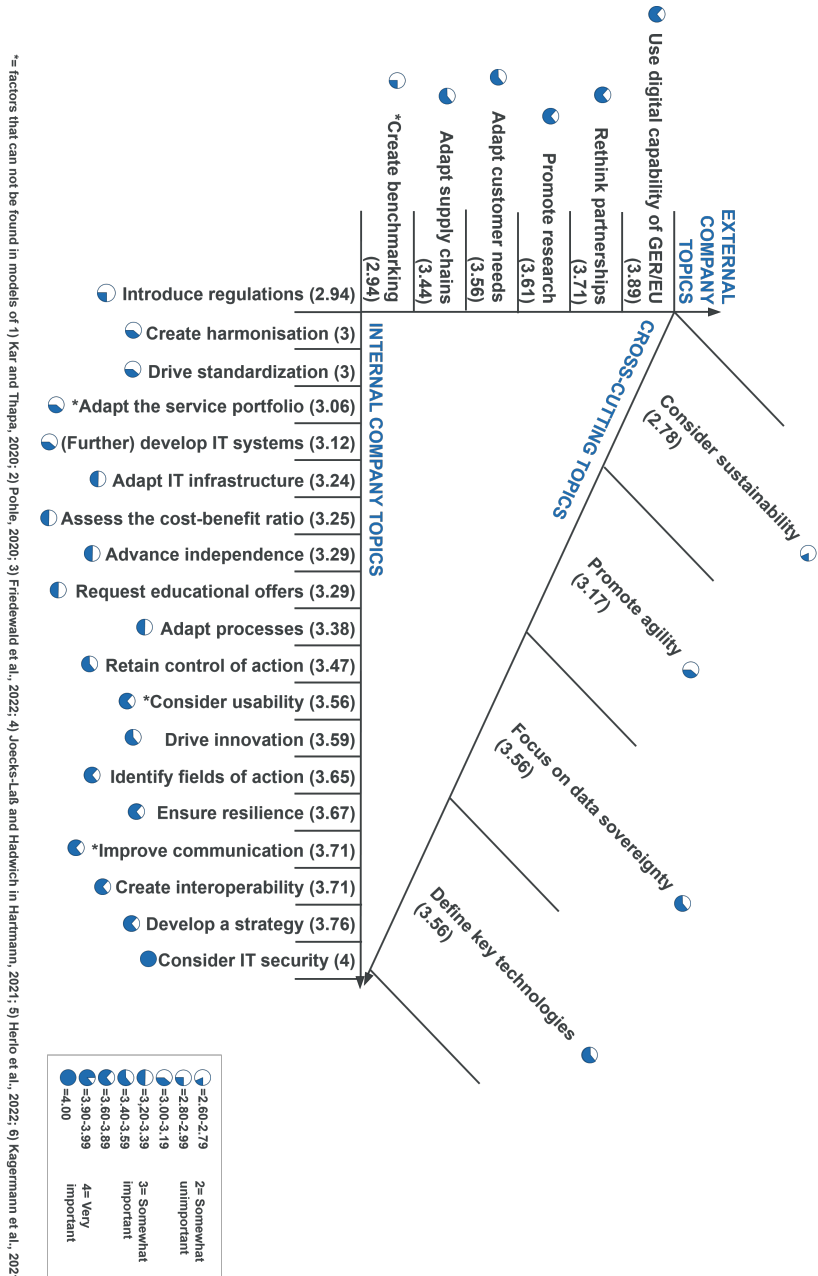 EXTERNAL
COMPANY
TOPICS
Use digital capability of GER/EU
(3.89)
Rethink partnerships
(3.71)
Promote research
(3.61)
Adapt customer needs
(3.56)
Adapt supply chains
(3.44)
*Create benchmarking
(2.94)
INTERNAL COMPANY TOPICS
Introduce regulations (2.94)
Create harmonisation (3)
Drive standardization (3)
*Adapt the service portfolio (3.06)
(Further) develop IT systems (3.12)
Adapt IT infrastructure (3.24)
Assess the cost-benefit ratio (3.25)
Advance independence (3.29)
Request educational offers (3.29)
Adapt processes (3.38)
Retain control of action (3.47)
*Consider usability (3.56)
Drive innovation (3.59)
Identify fields of action (3.65)
Ensure resilience (3.67)
*Improve communication (3.71)
Create interoperability (3.71)
Develop a strategy (3.76)
Consider IT security (4)
CROSS-CUTTING TOPICS
Consider sustainability
(2.78)
Promote agility
(3.17)
Focus on data sovereignty
(3.56)
Define key technologies
(3.56)
=2.60-2.79
=2.80-2.99
=3.00-3.19
=3,20-3.39
=3.40-3.59
=3.60-3.89
=3.90-3.99
=4.00
2= Somewhat
unimportant
3= Somewhat
important
4= Very
important
*= factors that can not be found in models of 1) Kar and Thapa, 2020; 2) Pohle, 2020; 3) Friedewald et al., 2022; 4) Joecks-Laß and Hadwich in Hartmann, 2021; 5) Herlo et al., 2022; 6) Kagermann et al.,